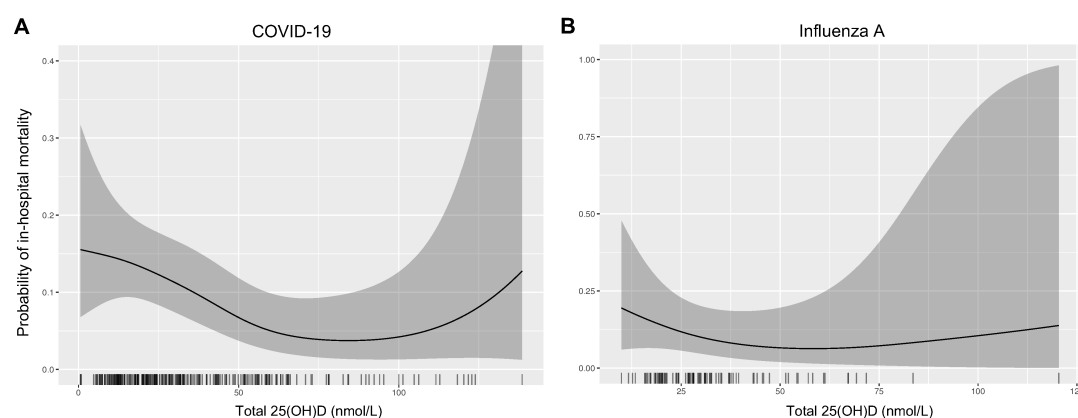 A
COVID-19
B
Influenza A
Probability of in-hospital mortality
0.4
0.3
0.2
0.1
0.0
0
50
100
Total 25(OH)D (nmol/L)
1.00
0.75
0.50
0.25
0.00
25
50
75
100
12
Total 25(OH)D (nmol/L)